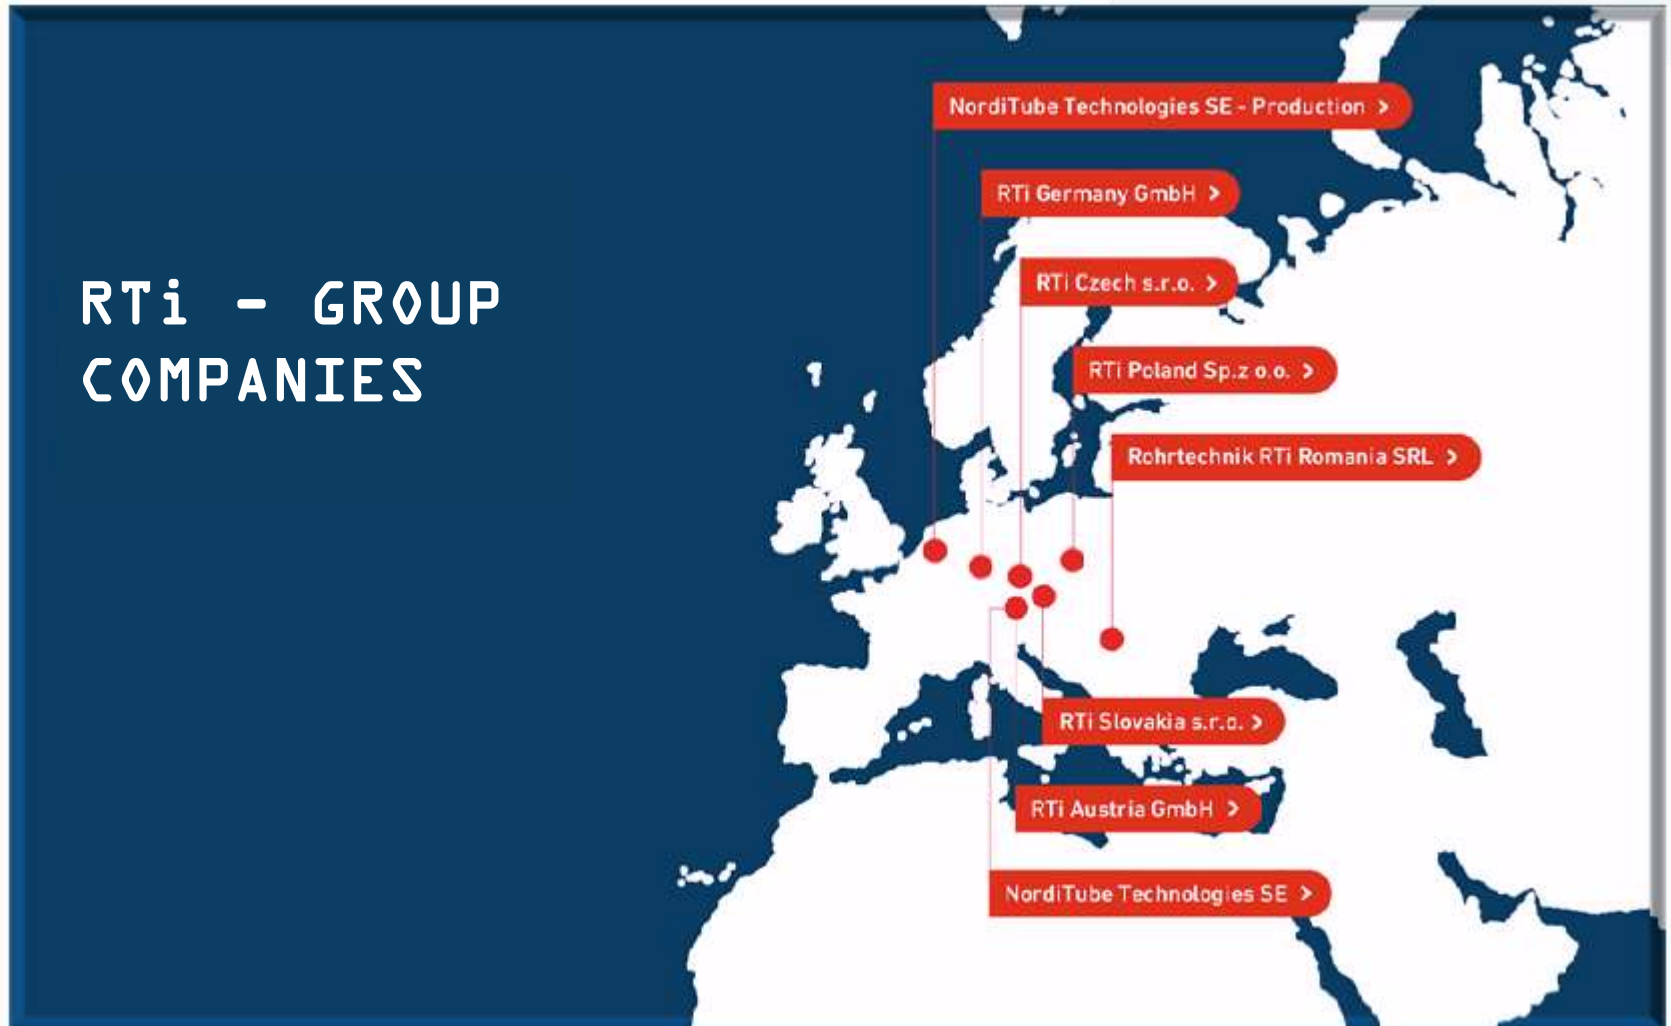 RTi - GROUP
COMPANIES
NordiTube Technologies SE - Production >
RTi Germany GmbH >
RTi Czech s.r.o. >
RTi Poland Sp.z o.o. >
Rohrtechnik RTi Romania SRL >
RTi Slovakia s.r.o. >
RTi Austria GmbH >
NordiTube Technologies SE >